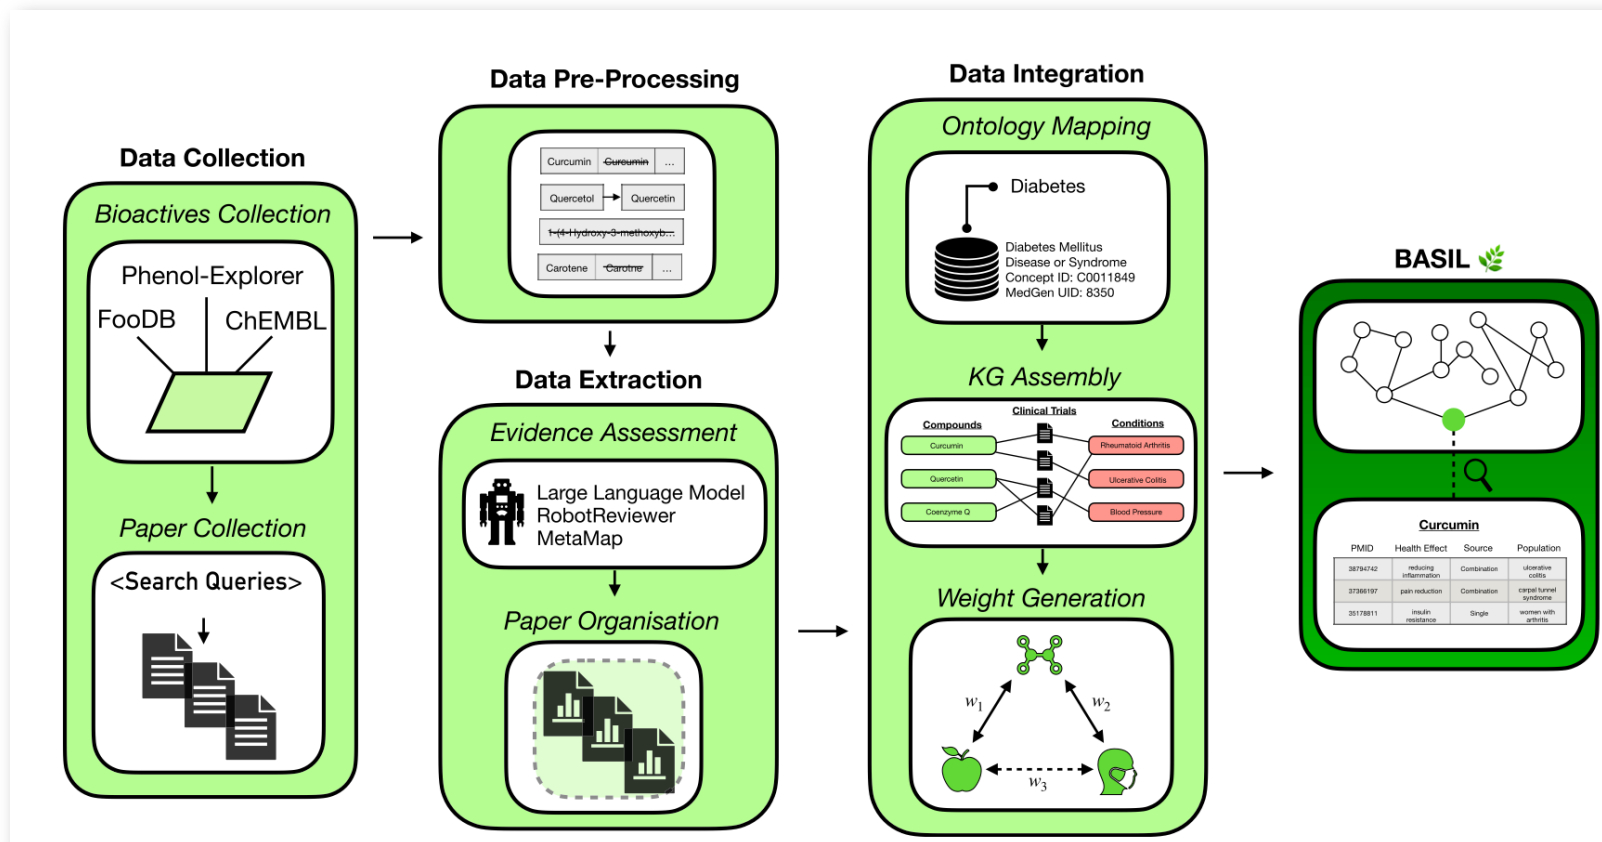 Data Collection
Bioactives Collection
Phenol-Explorer
FooDB
ChEMBL
Paper Collection
<Search Queries>
Data Pre-Processing
Curcumin Curcumin ...
Quercetol Quercetin
1-(4-Hydroxy-3-methoxyb...
Carotene Carotne ...
Data Extraction
Evidence Assessment
Large Language Model
RobotReviewer
MetaMap
Paper Organisation
Data Integration
Ontology Mapping
Diabetes
Diabetes Mellitus
Disease or Syndrome
Concept ID: C0011849
MedGen UID: 8350
KG Assembly
Clinical Trials
Compounds Conditions
Curcumin Rheumatoid Arthritis
Quercetin Ulcerative Colitis
Coenzyme Q Blood Pressure
Weight Generation
w1 w2
w3
BASIL
Curcumin
PMID Health Effect Source Population
38794742 reducing inflammation Combination ulcerative colitis
37366197 pain reduction Combination carpal tunnel syndrome
35178811 insulin resistance Single women with arthritis